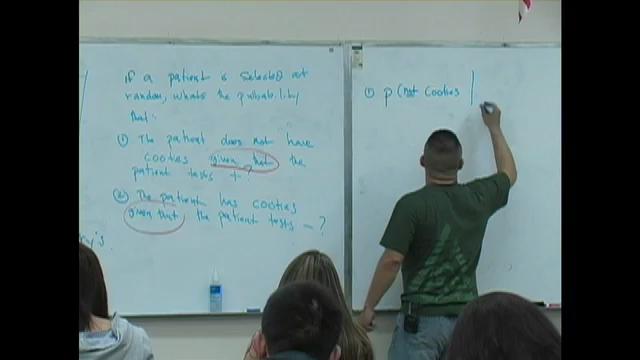 If a patient is selected at
random, whats the probability
that:
① The patient does not have
cooties given that the
patient tests + ?
② The patient has cooties
given that the patient tests - ?
① P (not cooties |